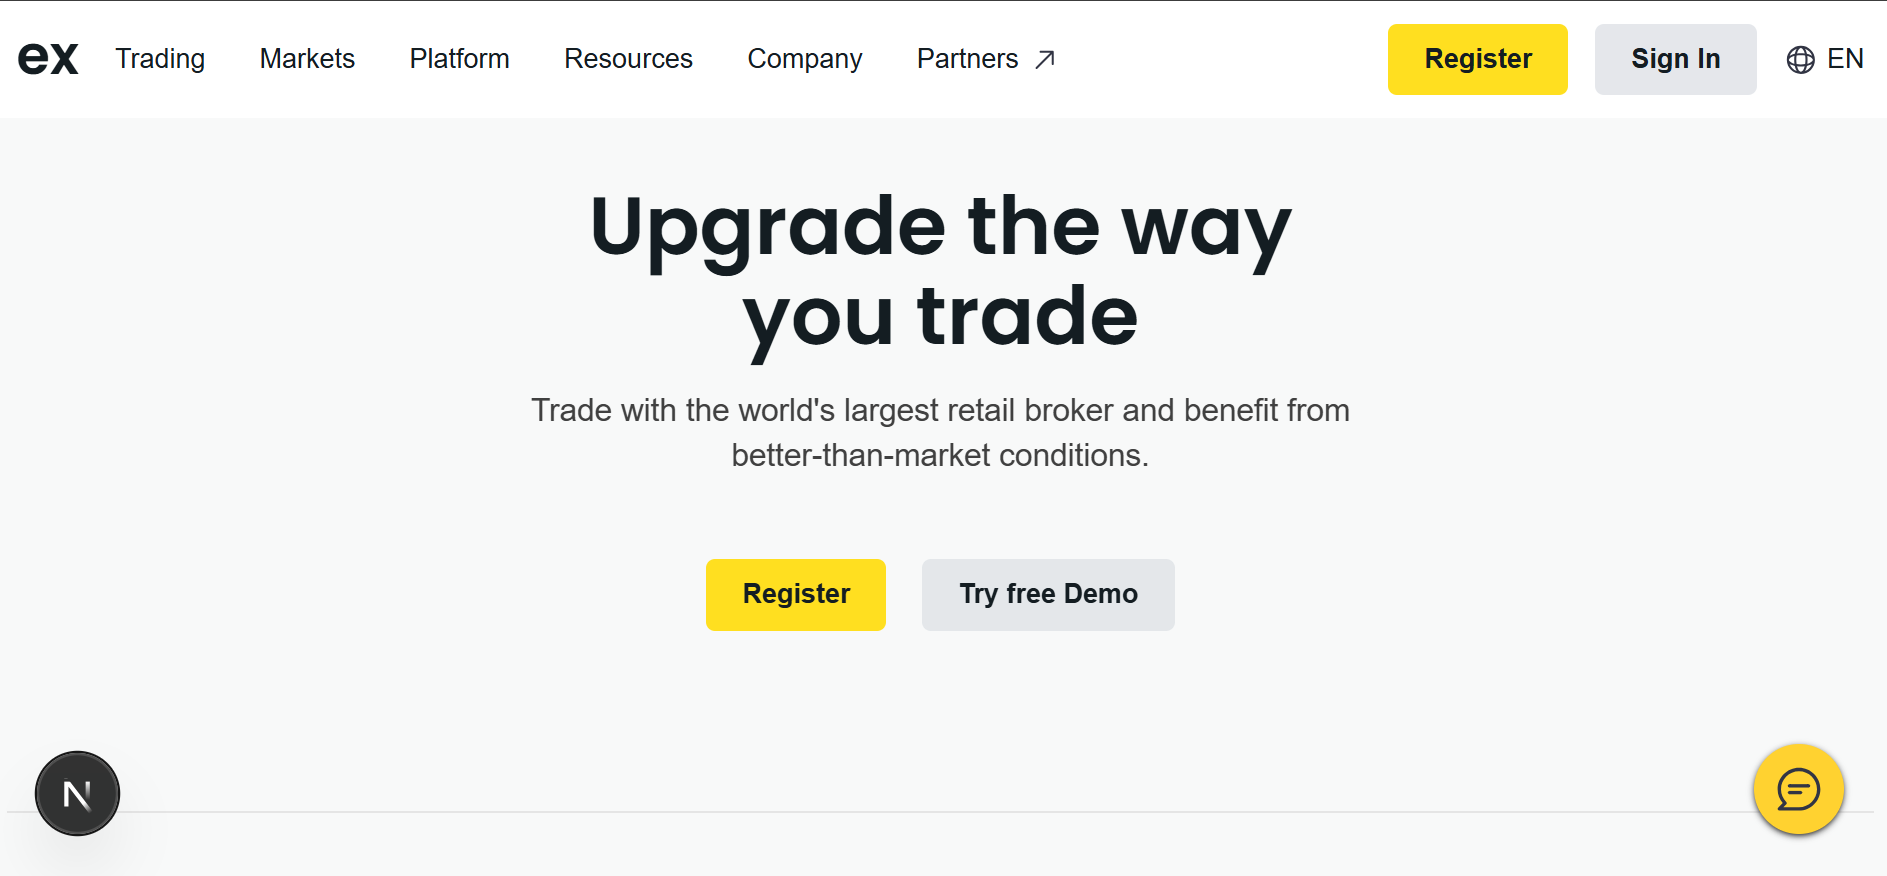 ex Trading Markets Platform Resources Company Partners Register Sign In EN
Upgrade the way
you trade
Trade with the world's largest retail broker and benefit from
better-than-market conditions.
Register Try free Demo
N